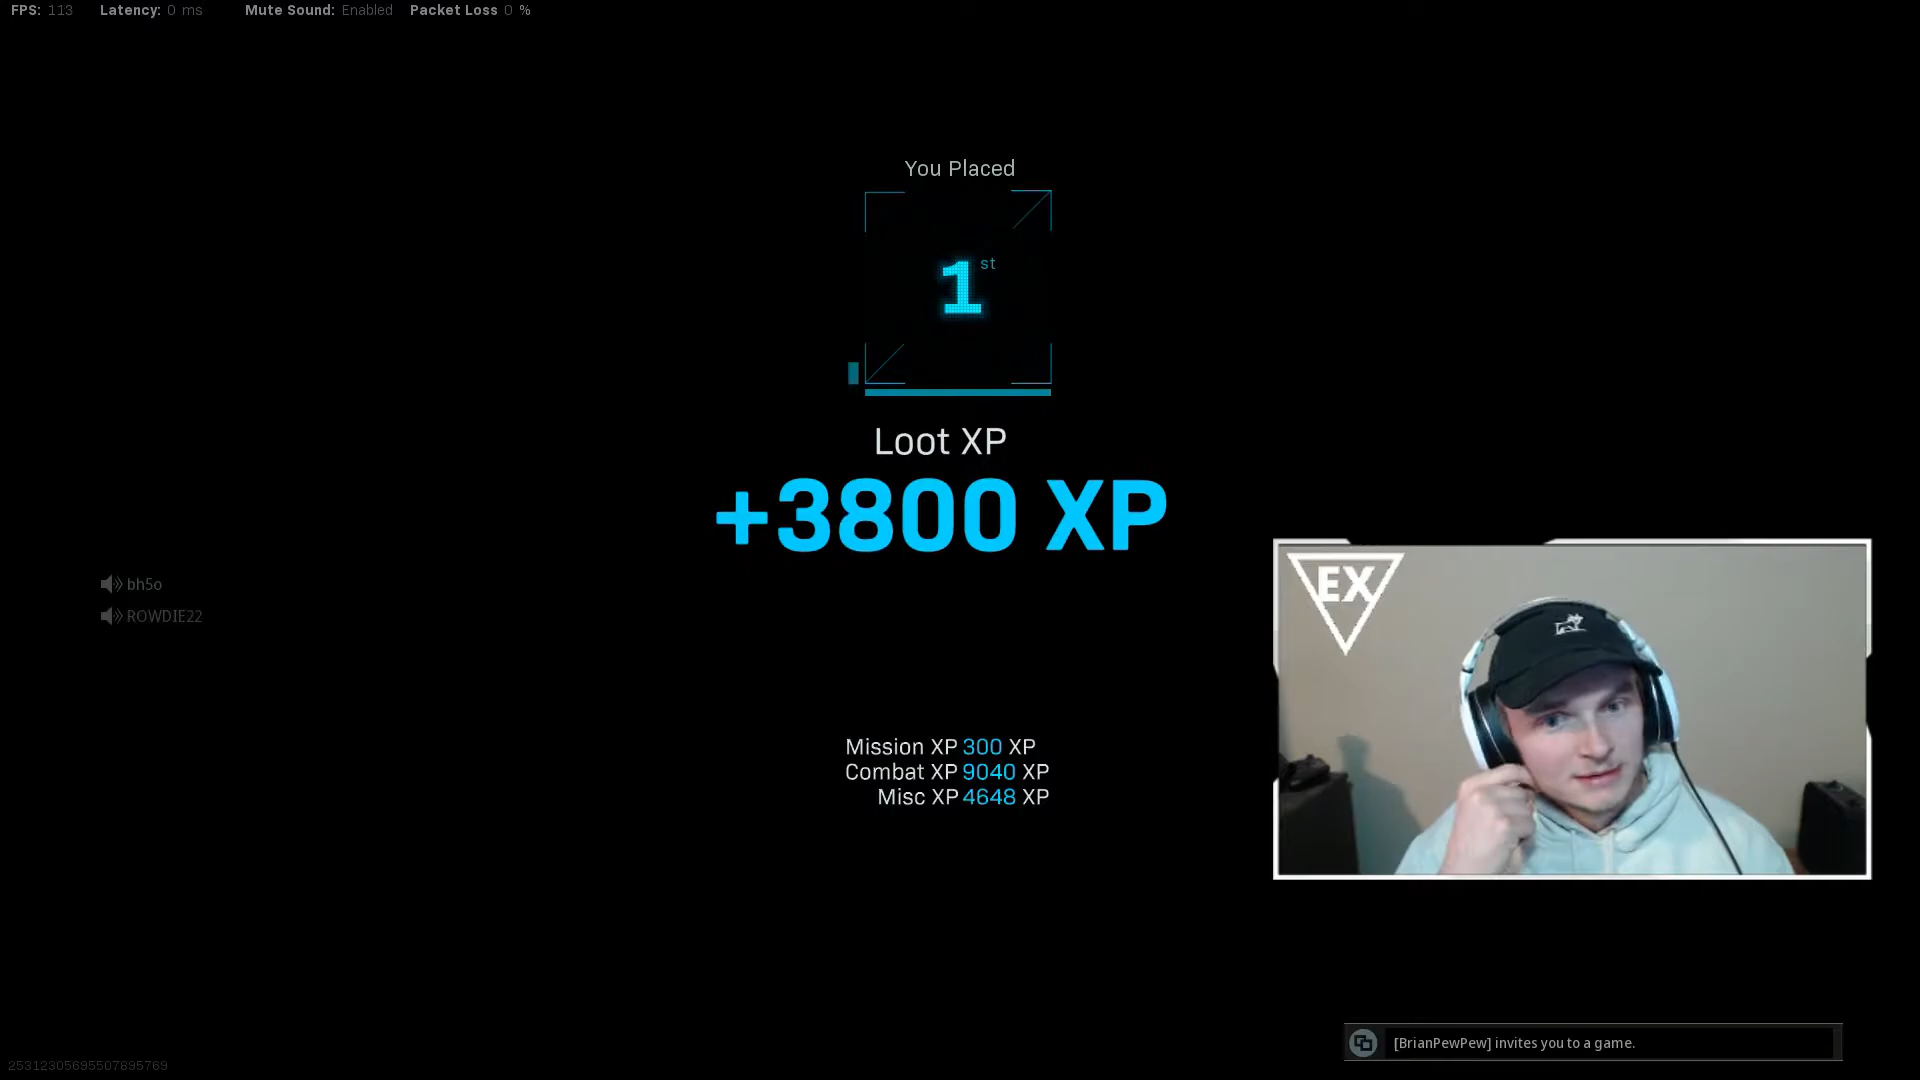 FPS: 113 Latency: 0 ms Mute Sound: Enabled Packet Loss 0 %
You Placed
1st
Loot XP
+3800 XP
bh5o
ROWDIE22
EX
Mission XP 300 XP
Combat XP 9040 XP
Misc XP 4648 XP
[BrianPewPew] invites you to a game.
25312305695507895769